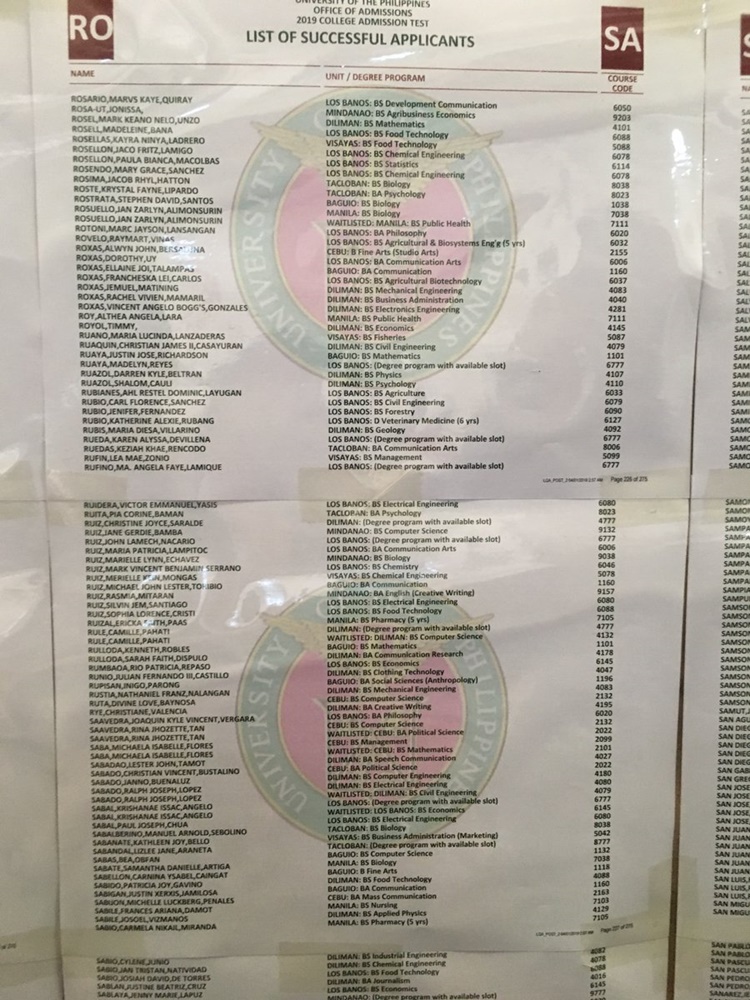 UNIVERSITY OF THE PHILIPPINES
OFFICE OF ADMISSIONS
2019 COLLEGE ADMISSION TEST
RO LIST OF SUCCESSFUL APPLICANTS SA
NAME UNIT / DEGREE PROGRAM COURSE CODE
ROSARIO,MARVS KAYE,QUIRAY LOS BANOS: BS Development Communication 6050
ROSA-UT,JONISSA, MINDANAO: BS Agribusiness Economics 9203
ROSEL,MARK KEANO NELO,UNZO DILIMAN: BS Mathematics 4101
ROSELL,MADELEINE,BANA LOS BANOS: BS Food Technology 6088
ROSELLAS,KAYRA NINYA,LADRERO VISAYAS: BS Food Technology 5088
ROSELLON,JACO FRITZ,LAMIGO LOS BANOS: BS Chemical Engineering 6078
ROSELLON,PAULA BIANCA,MACOLBAS LOS BANOS: BS Statistics 6114
ROSENDO,MARY GRACE,SANCHEZ LOS BANOS: BS Chemical Engineering 6078
ROSIMA,JACOB RHYL,HATTON TACLOBAN: BS Biology 8038
ROSTE,KRYSTAL FAYNE,LIPARDO TACLOBAN: BA Psychology 8023
ROSTRATA,STEPHEN DAVID,SANTOS BAGUIO: BS Biology 1038
ROSUELLO,JAN ZARLYN,ALIMONSURIN MANILA: BS Biology 7038
ROSUELLO,JAN ZARLYN,ALIMONSURIN WAITLISTED: MANILA: BS Public Health 7111
ROTONI,MARC JAYSON,LANSANGAN LOS BANOS: BA Philosophy 6020
ROVELO,RAYMART,VINAS LOS BANOS: BS Agricultural & Biosystems Eng'g (5 yrs) 6032
ROXAS,ALWYN JOHN,BERSAMINA CEBU: B Fine Arts (Studio Arts) 2155
ROXAS,DOROTHY,UY LOS BANOS: BA Communication Arts 6006
ROXAS,ELLAINE JOI,TALAMPAS BAGUIO: BA Communication 1160
ROXAS,FRANCHESKA LEI,CARLOS LOS BANOS: BS Agricultural Biotechnology 6037
ROXAS,JEMUEL,MATINING DILIMAN: BS Mechanical Engineering 4083
ROXAS,RACHEL VIVIEN,MAMARIL DILIMAN: BS Business Administration 4040
ROXAS,VINCENT ANGELO BOGG'S,GONZALES DILIMAN: BS Electronics Engineering 4281
ROY,ALTHEA ANGELA,LARA MANILA: BS Public Health 7111
ROYOL,TIMMY, DILIMAN: BS Economics 4145
RUANO,MARIA LUCINDA,LANZADERAS VISAYAS: BS Fisheries 5087
RUAQUIN,CHRISTIAN JAMES II,CASAYURAN DILIMAN: BS Civil Engineering 4079
RUAYA,JUSTIN JOSE,RICHARDSON BAGUIO: BS Mathematics 1101
RUAYA,MADELYN,REYES LOS BANOS: (Degree program with available slot) 6777
RUAZOL,DARREN KYLE,BELTRAN DILIMAN: BS Physics 4107
RUAZOL,SHALOM,CAULI DILIMAN: BS Psychology 4110
RUBIANES,AHL RESTEL DOMINIC,LAYUGAN LOS BANOS: BS Agriculture 6033
RUBIO,CARL FLORENCE,SANCHEZ LOS BANOS: BS Civil Engineering 6079
RUBIO,JENIFER,FERNANDEZ LOS BANOS: BS Forestry 6090
RUBIO,KATHERINE ALEXIE,RUBANG LOS BANOS: D Veterinary Medicine (6 yrs) 6127
RUBIS,MARIA DIESA,VILLARINO DILIMAN: BS Geology 4092
RUEDA,KAREN ALYSSA,DEVILLENA LOS BANOS: (Degree program with available slot) 6777
RUEDAS,KEZIAH KHAE,RENCODO TACLOBAN: BA Communication Arts 8006
RUFIN,LEA MAE,ZONIO VISAYAS: BS Management 5099
RUFINO,MA. ANGELA FAYE,LAMIQUE LOS BANOS: (Degree program with available slot) 6777
Page 226 of 275
RUIDERA,VICTOR EMMANUEL,YASIS LOS BANOS: BS Electrical Engineering 6080
RUITA,PIA CORINE,BAMAN TACLOBAN: BA Psychology 8023
RUIZ,CHRISTINE JOYCE,SARALDE DILIMAN: (Degree program with available slot) 4777
RUIZ,JANE GERDIE,BAMBA MINDANAO: BS Computer Science 9132
RUIZ,JOHN LAMECH,NACARIO LOS BANOS: (Degree program with available slot) 6777
RUIZ,MARIA PATRICIA,LAMPITOC LOS BANOS: BA Communication Arts 6006
RUIZ,MARIELLE LYNN,ECHAVEZ MINDANAO: BS Biology 9038
RUIZ,MARK VINCENT BENJAMIN,SERRANO LOS BANOS: BS Chemistry 6046
RUIZ,MERIELLE KIM,MONGAS VISAYAS: BS Chemical Engineering 5078
RUIZ,MICHAEL JOHN LESTER,TORIBIO BAGUIO: BA Communication 1160
RUIZ,RASMIA,MITARAN MINDANAO: BA English (Creative Writing) 9157
RUIZ,SILVIN JEM,SANTIAGO LOS BANOS: BS Electrical Engineering 6080
RUIZ,SOPHIA LORENCE,CRISTI LOS BANOS: BS Food Technology 6088
RUIZAL,ERICKA FAITH,PAAS MANILA: BS Pharmacy (5 yrs) 7105
RULE,CAMILLE,PAHATI DILIMAN: (Degree program with available slot) 4777
RULE,CAMILLE,PAHATI WAITLISTED: DILIMAN: BS Computer Science 4132
RULLODA,KENNETH,ROBLES BAGUIO: BS Mathematics 1101
RULLODA,SARAH FAITH,DISPULO DILIMAN: BA Communication Research 4178
RUMBAOA,RIO PATRICIA,REPASO LOS BANOS: BS Economics 6145
RUNIO,JULIAN FERNANDO III,CASTILLO DILIMAN: BS Clothing Technology 4047
RUPISAN,INIGO,PARONG BAGUIO: BA Social Sciences (Anthropology) 1196
RUSTIA,NATHANIEL FRANZ,NALANGAN DILIMAN: BS Mechanical Engineering 4083
RUTA,DIVINE LOVE,BAYNOSA CEBU: BS Computer Science 2132
RYE,CHRISTIANE,VALENCIA DILIMAN: BA Creative Writing 4195
SAAVEDRA,JOAQUIN KYLE VINCENT,VERGARA LOS BANOS: BA Philosophy 6020
SAAVEDRA,RINA JHOZETTE,TAN CEBU: BS Computer Science 2132
SAAVEDRA,RINA JHOZETTE,TAN WAITLISTED: CEBU: BA Political Science 2022
SABA,MICHAELA ISABELLE,FLORES CEBU: BS Management 2099
SABA,MICHAELA ISABELLE,FLORES WAITLISTED: CEBU: BS Mathematics 2101
SABADAO,LESTER JOHN,TAMOT DILIMAN: BA Speech Communication 4027
SABADO,CHRISTIAN VINCENT,BUSTALINO CEBU: BA Political Science 2022
SABADO,JANNO,BUENALUZ DILIMAN: BS Computer Engineering 4180
SABADO,RALPH JOSEPH,LOPEZ DILIMAN: BS Electrical Engineering 4080
SABADO,RALPH JOSEPH,LOPEZ WAITLISTED: DILIMAN: BS Civil Engineering 4079
SABAL,KRISHANAE ISSAC,ANGELO LOS BANOS: (Degree program with available slot) 6777
SABAL,KRISHANAE ISSAC,ANGELO WAITLISTED: LOS BANOS: BS Economics 6145
SABAL,PAUL JOSEPH,CHUA LOS BANOS: BS Electrical Engineering 6080
SABALBERINO,MANUEL ARNOLD,SEBOLINO TACLOBAN: BS Biology 8038
SABANATE,KATHLEEN JOY,BELLO VISAYAS: BS Business Administration (Marketing) 5042
SABANDAL,LIZLEE JANE,ARANETA TACLOBAN: (Degree program with available slot) 8777
SABAS,BEA,OBFAN BAGUIO: BS Computer Science 1132
SABATE,SAMANTHA DANIELLE,ARTIGA MANILA: BS Biology 7038
SABELLON,CARNINA YSABEL,CAINGAT BAGUIO: B Fine Arts 1118
SABIDO,PATRICIA JOY,GAVINO DILIMAN: BS Food Technology 4088
SABIGAN,JUSTIN XERXIS,JAMILOSA BAGUIO: BA Communication 1160
SABIJON,MICHELLE LUCKBERG,PENALES CEBU: BA Mass Communication 2163
SABILE,FRANCES ARIANA,DAMOT MANILA: BS Nursing 7103
SABILE,JOSOEL,VIZMANOS DILIMAN: BS Applied Physics 4129
SABIO,CARMELA NIKAIL,MIRANDA MANILA: BS Pharmacy (5 yrs) 7105
Page 227 of 275
SABIO,CYLENE,JUNIO DILIMAN: BS Industrial Engineering 4082
SABIO,JAN TRISTAN,NATIVIDAD DILIMAN: BS Chemical Engineering 4078
SABIO,JOSIAH DAVID,DE TORRES LOS BANOS: BS Food Technology 6088
SABLAN,JUSTINE BEATRIZ,CRUZ DILIMAN: BA Journalism 4016
SABLAYA,JENNY MARIE,LAPUZ LOS BANOS: BS Economics 6145
MINDANAO: (Degree program with available slot) 9777